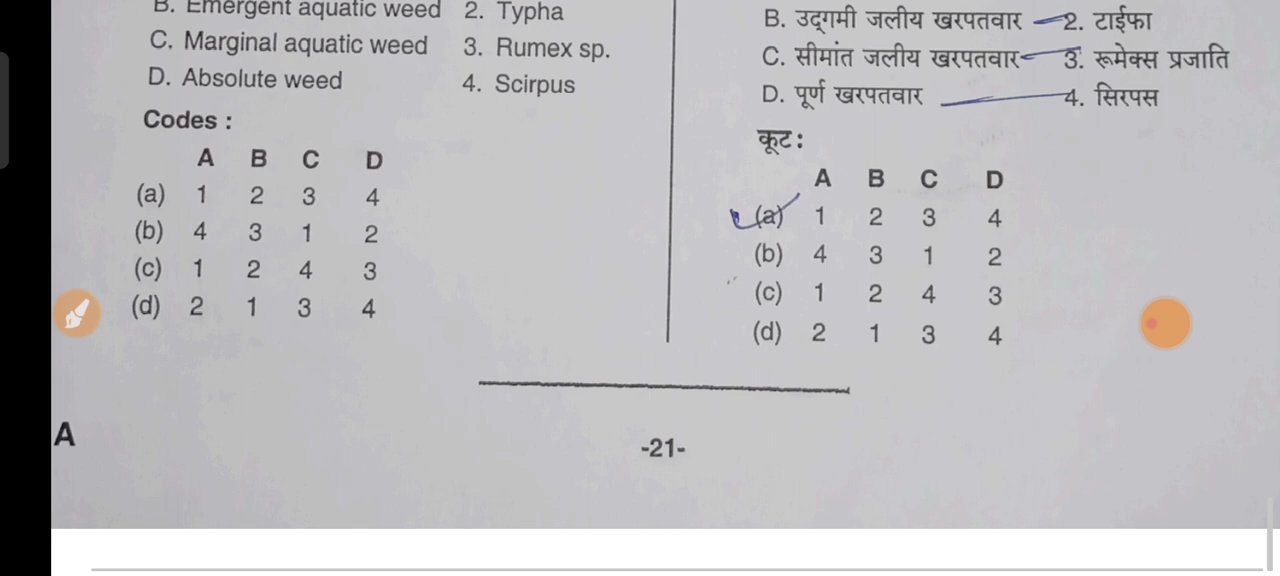 B. Emergent aquatic weed 2. Typha
C. Marginal aquatic weed 3. Rumex sp.
D. Absolute weed 4. Scirpus
Codes :
A B C D
(a) 1 2 3 4
(b) 4 3 1 2
(c) 1 2 4 3
(d) 2 1 3 4
B. उद्गमी जलीय खरपतवार 2. टाईफा
C. सीमांत जलीय खरपतवार 3. रूमेक्स प्रजाति
D. पूर्ण खरपतवार 4. सिरपस
कूट:
A B C D
(a) 1 2 3 4
(b) 4 3 1 2
(c) 1 2 4 3
(d) 2 1 3 4
A
-21-